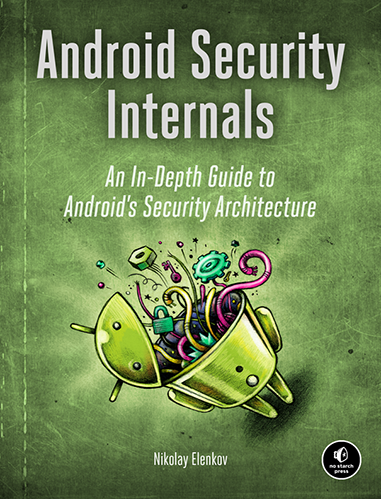 Android Security
Internals
An In-Depth Guide to
Android's Security Architecture
Nikolay Elenkov
no starch
press